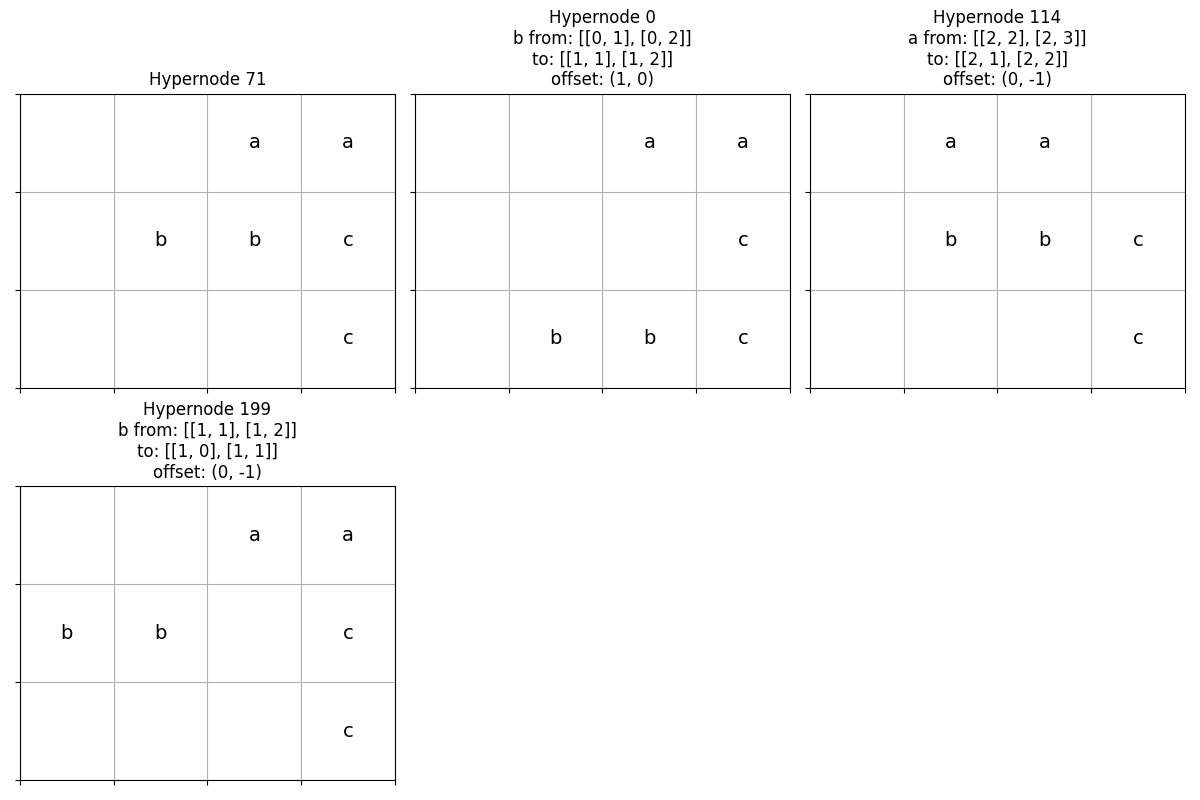 Hypernode 71
a a
b b c
c
Hypernode 0
b from: [[0, 1], [0, 2]]
to: [[1, 1], [1, 2]]
offset: (1, 0)
a a
c
b b c
Hypernode 114
a from: [[2, 2], [2, 3]]
to: [[2, 1], [2, 2]]
offset: (0, -1)
a a
b b c
c
Hypernode 199
b from: [[1, 1], [1, 2]]
to: [[1, 0], [1, 1]]
offset: (0, -1)
a a
b b c
c